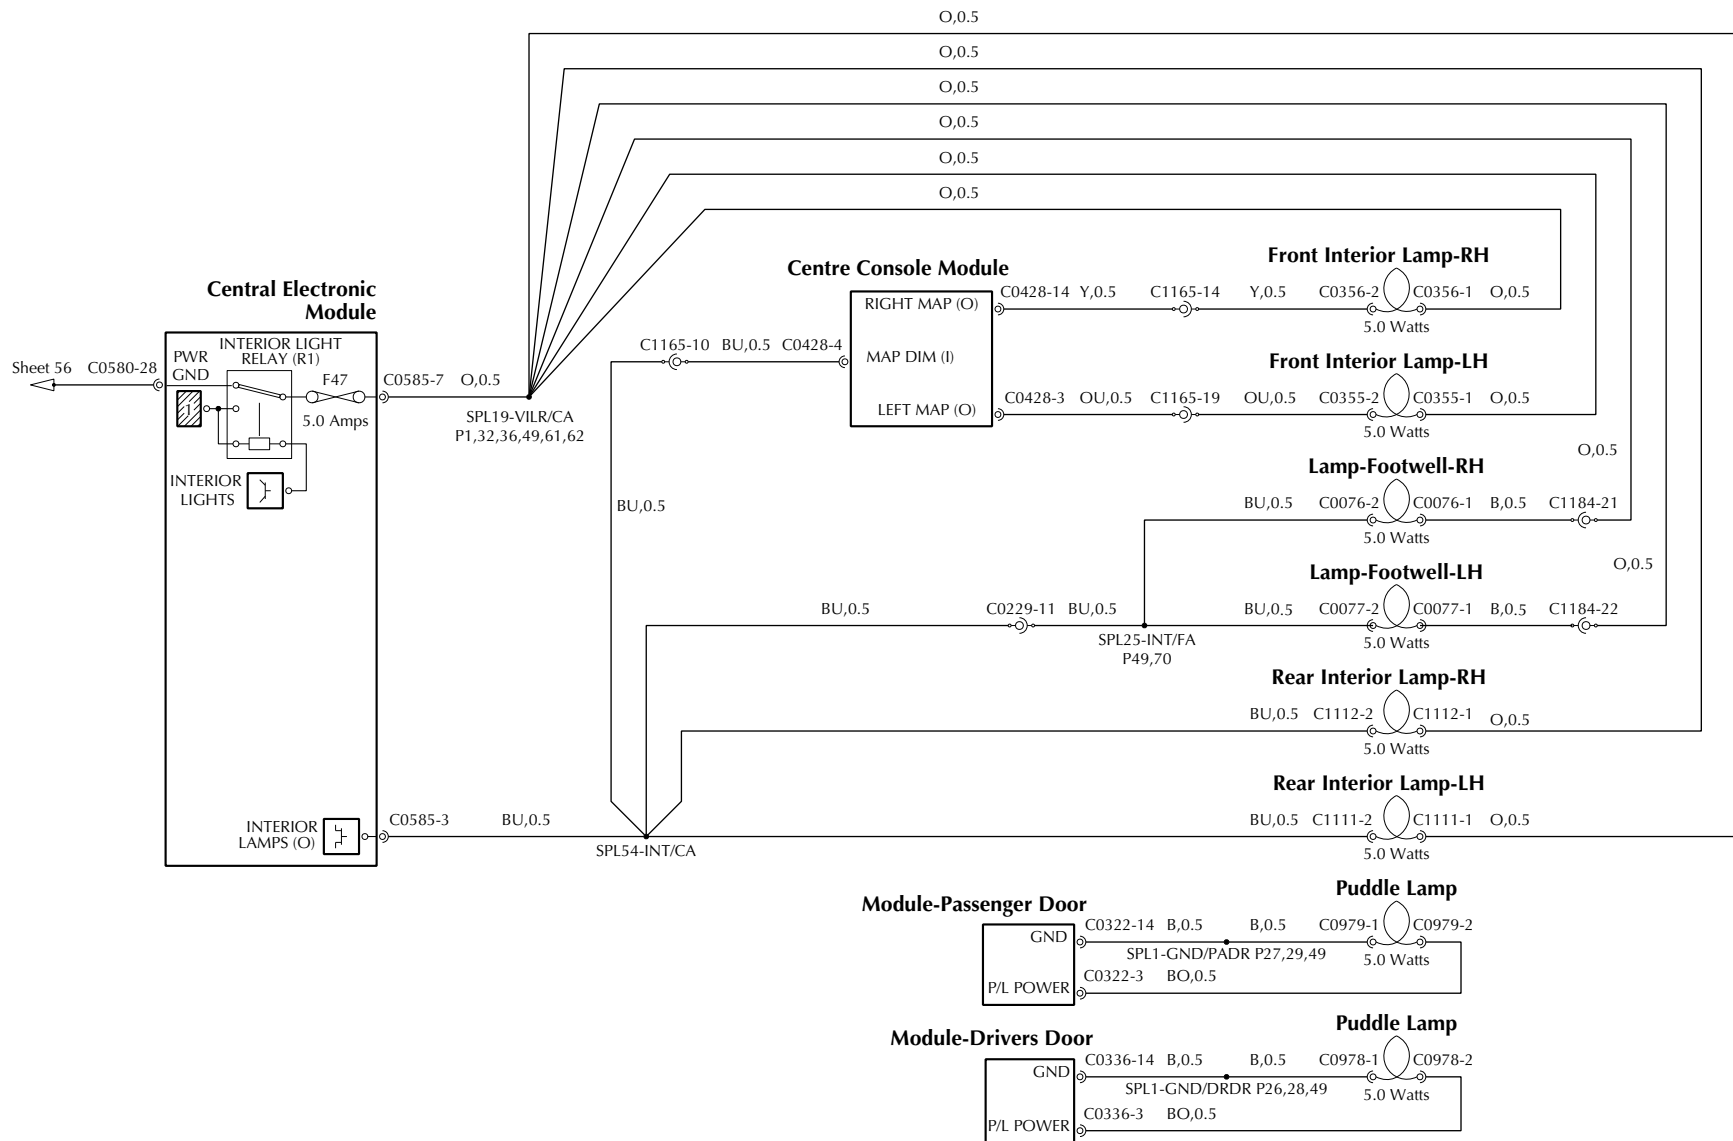 O,0.5
O,0.5
O,0.5
O,0.5
O,0.5
O,0.5
Central Electronic
Module
Sheet 56
C0580-28
PWR
GND
INTERIOR LIGHT
RELAY (R1)
F47
5.0 Amps
1
INTERIOR
LIGHTS
C0585-7
O,0.5
SPL19-VILR/CA
P1,32,36,49,61,62
Centre Console Module
RIGHT MAP (O)
MAP DIM (I)
LEFT MAP (O)
C1165-10
BU,0.5
C0428-4
Front Interior Lamp-RH
C0428-14
Y,0.5
C1165-14
Y,0.5
C0356-2
C0356-1
O,0.5
5.0 Watts
Front Interior Lamp-LH
C0428-3
OU,0.5
C1165-19
OU,0.5
C0355-2
C0355-1
O,0.5
5.0 Watts
O,0.5
Lamp-Footwell-RH
BU,0.5
BU,0.5
C0076-2
C0076-1
B,0.5
C1184-21
5.0 Watts
O,0.5
Lamp-Footwell-LH
BU,0.5
C0229-11
BU,0.5
BU,0.5
C0077-2
C0077-1
B,0.5
C1184-22
SPL25-INT/FA
P49,70
5.0 Watts
Rear Interior Lamp-RH
BU,0.5
C1112-2
C1112-1
O,0.5
5.0 Watts
Rear Interior Lamp-LH
INTERIOR
LAMPS (O)
C0585-3
BU,0.5
SPL54-INT/CA
BU,0.5
C1111-2
C1111-1
O,0.5
5.0 Watts
Module-Passenger Door
Puddle Lamp
GND
C0322-14
B,0.5
B,0.5
C0979-1
C0979-2
SPL1-GND/PADR P27,29,49
5.0 Watts
P/L POWER
C0322-3
BO,0.5
Module-Drivers Door
Puddle Lamp
GND
C0336-14
B,0.5
B,0.5
C0978-1
C0978-2
SPL1-GND/DRDR P26,28,49
5.0 Watts
P/L POWER
C0336-3
BO,0.5